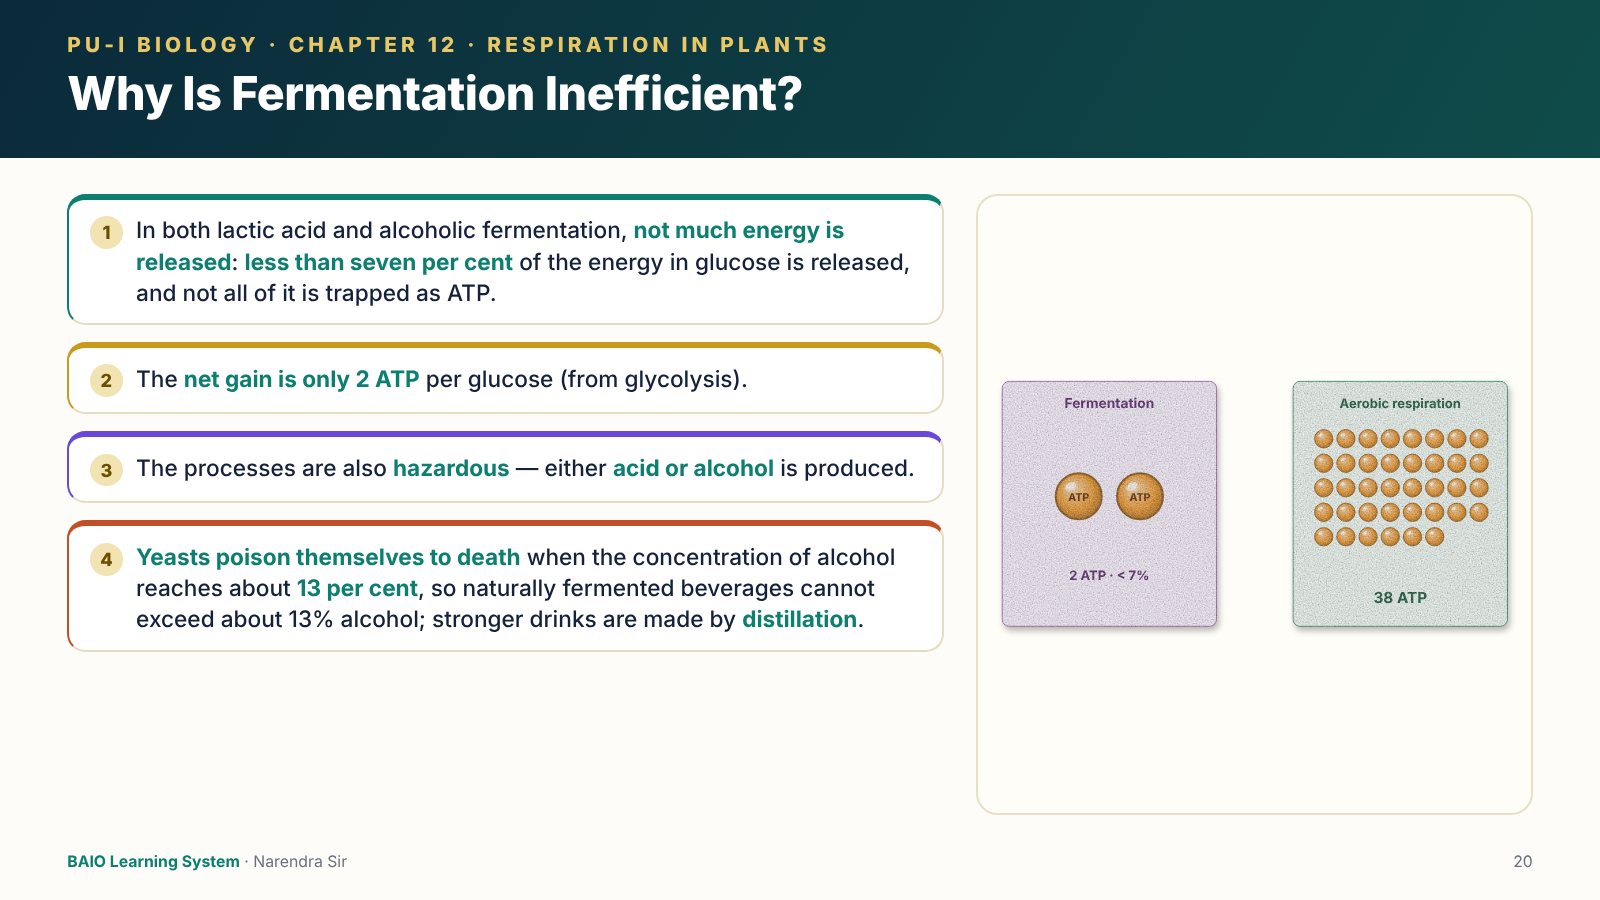 PU-I BIOLOGY · CHAPTER 12 · RESPIRATION IN PLANTS
Why Is Fermentation Inefficient?
1
In both lactic acid and alcoholic fermentation, not much energy is
released: less than seven per cent of the energy in glucose is released,
and not all of it is trapped as ATP.
2
The net gain is only 2 ATP per glucose (from glycolysis).
3
The processes are also hazardous — either acid or alcohol is produced.
4
Yeasts poison themselves to death when the concentration of alcohol
reaches about 13 per cent, so naturally fermented beverages cannot
exceed about 13% alcohol; stronger drinks are made by distillation.
Fermentation
ATP ATP
2 ATP · < 7%
Aerobic respiration
38 ATP
BAIO Learning System · Narendra Sir
20